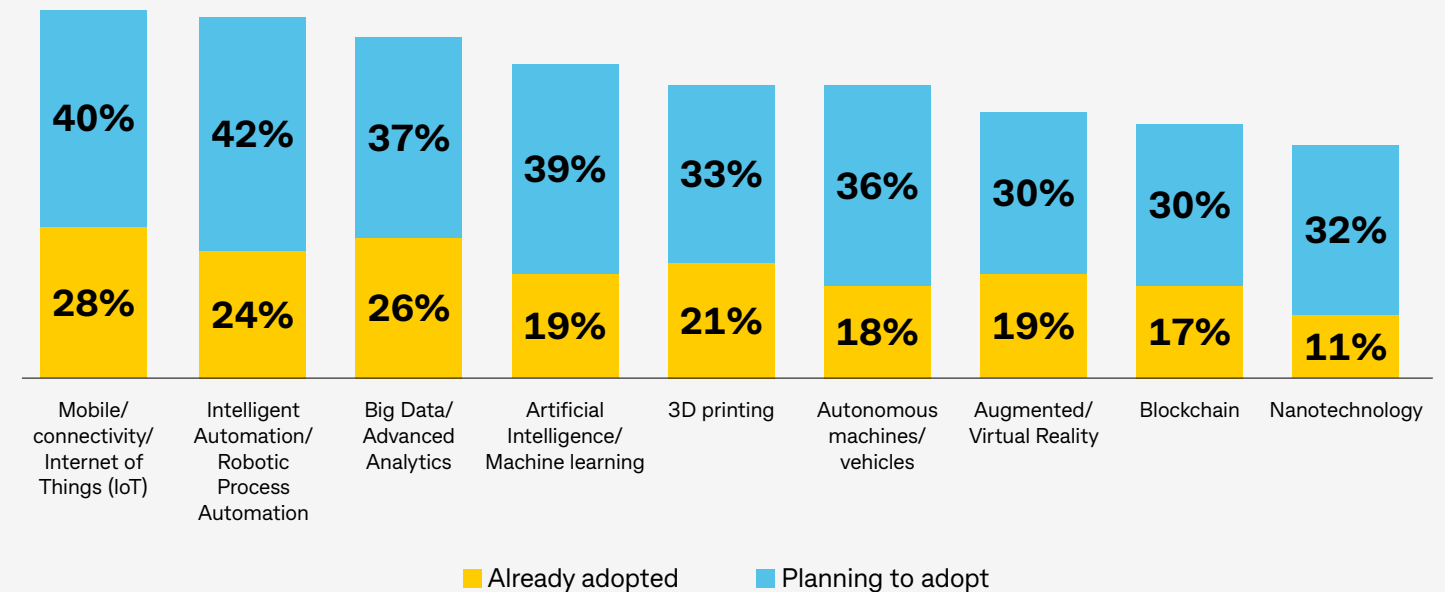 40%
42%
37%
39%
33%
36%
30%
30%
32%
28%
24%
26%
19%
21%
18%
19%
17%
11%
Mobile/
connectivity/
Internet of
Things (IoT)
Intelligent
Automation/
Robotic
Process
Automation
Big Data/
Advanced
Analytics
Artificial
Intelligence/
Machine learning
3D printing
Autonomous
machines/
vehicles
Augmented/
Virtual Reality
Blockchain
Nanotechnology
Already adopted
Planning to adopt